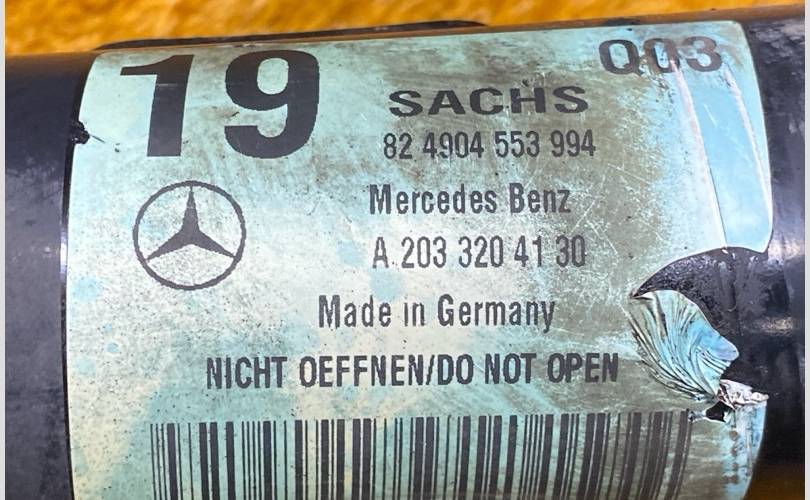 19
Q03
SACHS
82 4904 553 994
Mercedes Benz
A 203 320 41 30
Made in Germany
NICHT OEFFNEN/DO NOT OPEN